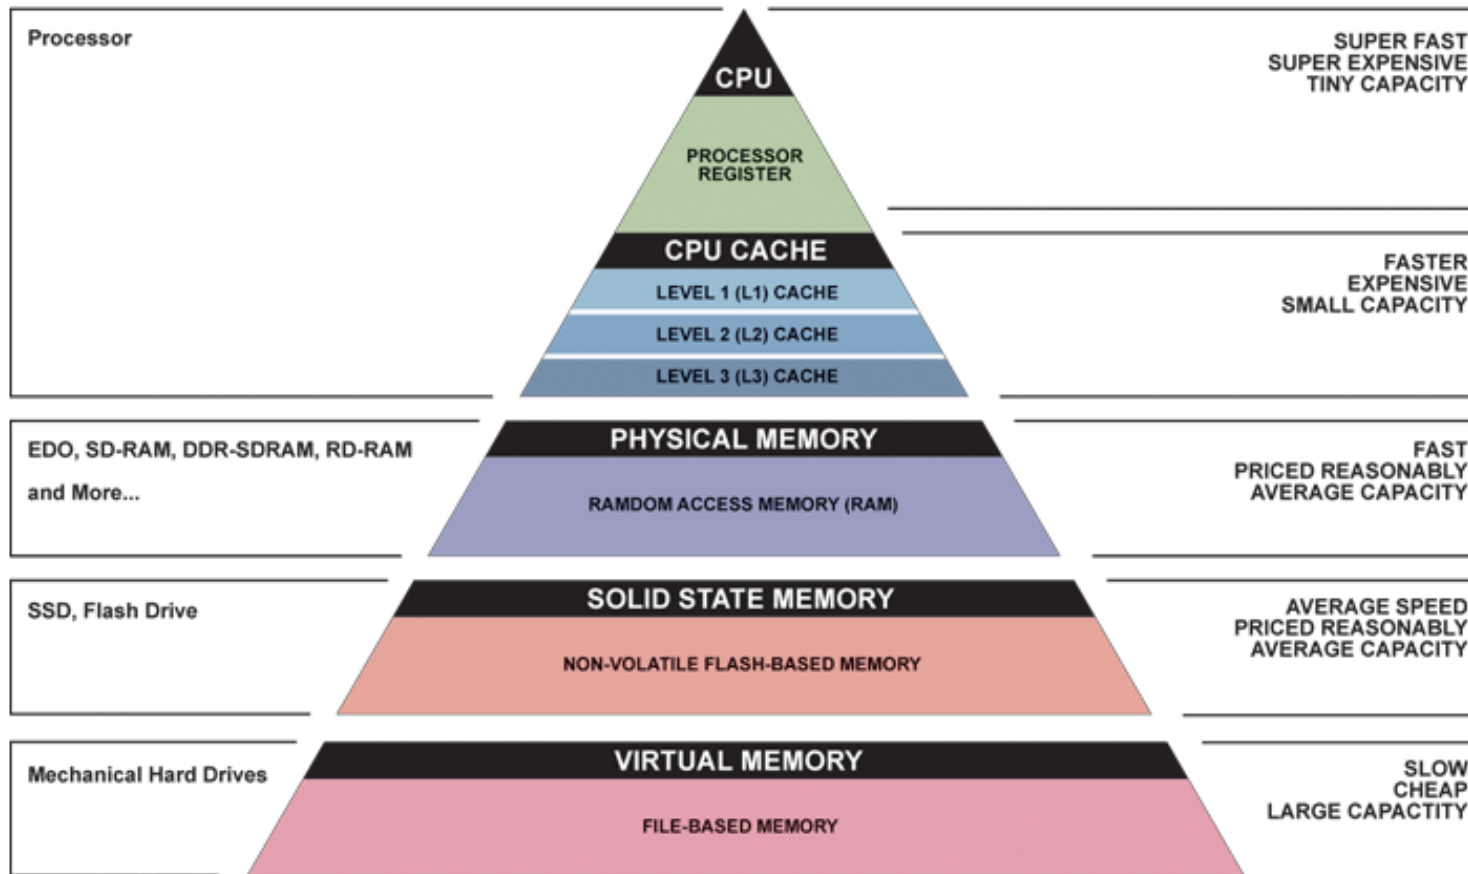 Processor
CPU
SUPER FAST
SUPER EXPENSIVE
TINY CAPACITY
PROCESSOR
REGISTER
CPU CACHE
FASTER
EXPENSIVE
SMALL CAPACITY
LEVEL 1 (L1) CACHE
LEVEL 2 (L2) CACHE
LEVEL 3 (L3) CACHE
EDO, SD-RAM, DDR-SDRAM, RD-RAM
and More...
PHYSICAL MEMORY
RAMDOM ACCESS MEMORY (RAM)
FAST
PRICED REASONABLY
AVERAGE CAPACITY
SSD, Flash Drive
SOLID STATE MEMORY
NON-VOLATILE FLASH-BASED MEMORY
AVERAGE SPEED
PRICED REASONABLY
AVERAGE CAPACITY
Mechanical Hard Drives
VIRTUAL MEMORY
FILE-BASED MEMORY
SLOW
CHEAP
LARGE CAPACTITY